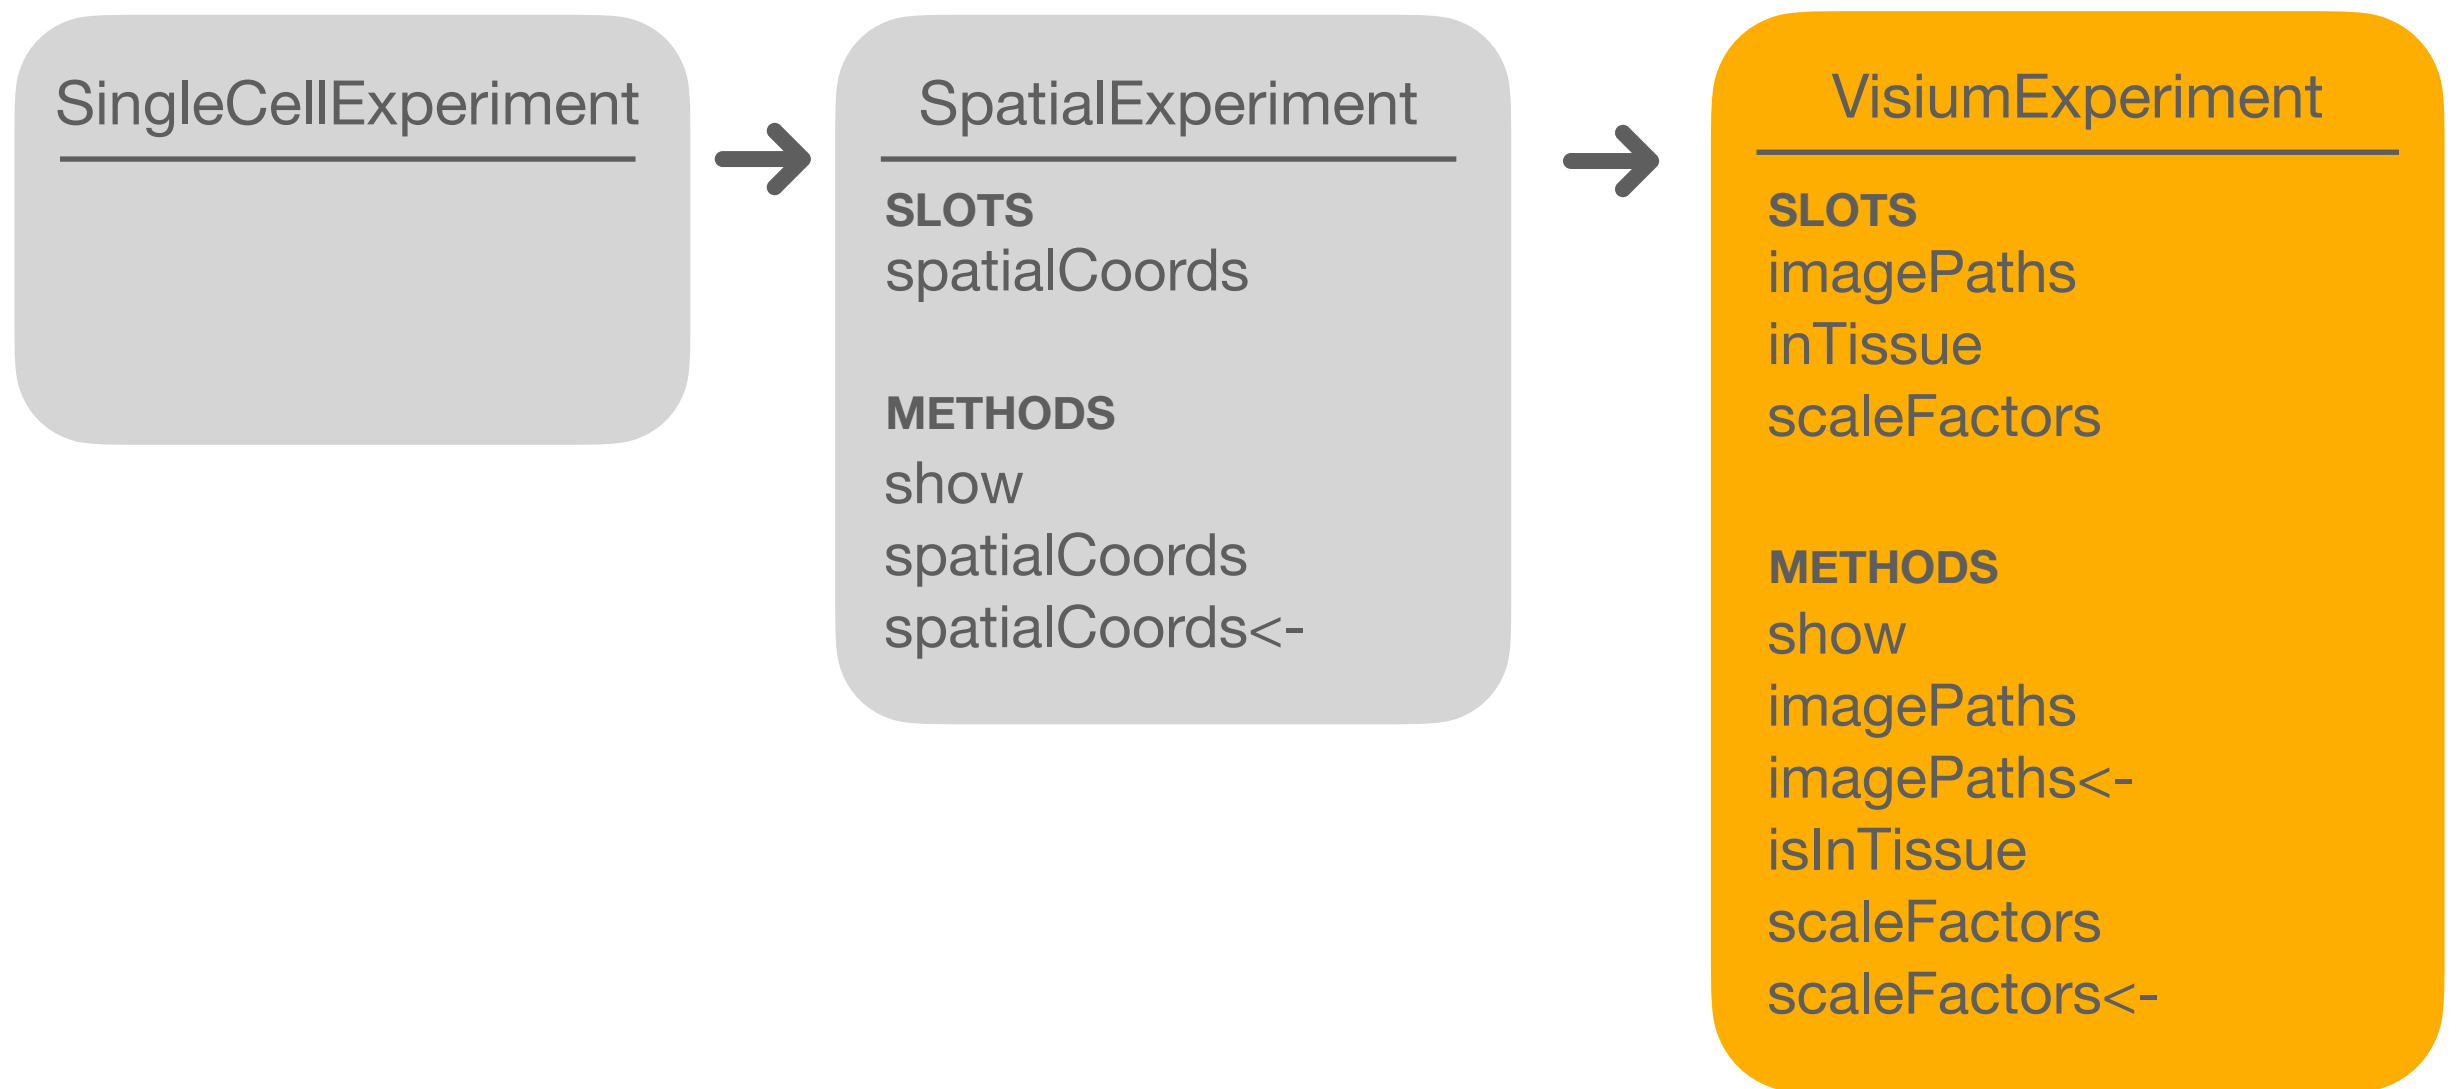 SingleCellExperiment
SpatialExperiment
SLOTS
spatialCoords
METHODS
show
spatialCoords
spatialCoords<-
VisiumExperiment
SLOTS
imagePaths
inTissue
scaleFactors
METHODS
show
imagePaths
imagePaths<-
isInTissue
scaleFactors
scaleFactors<-